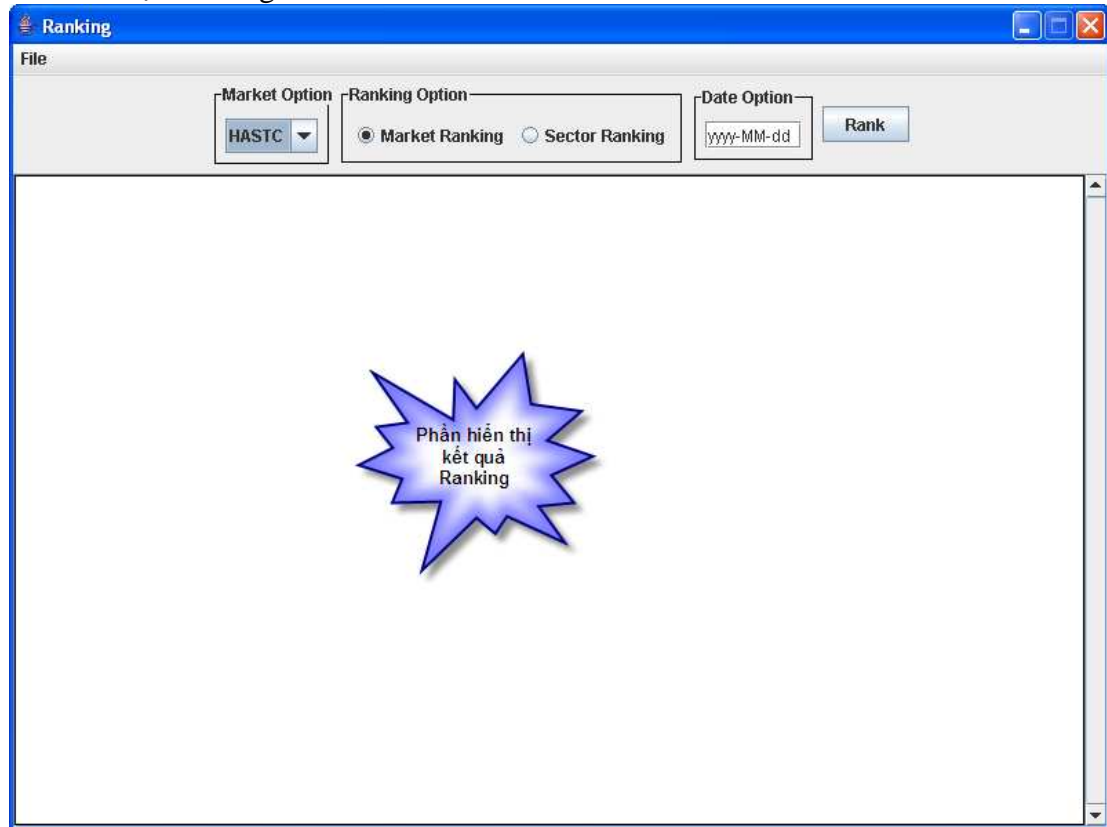 Ranking
File
Market Option Ranking Option Date Option
HASTC Market Ranking Sector Ranking yyyy-MM-dd Rank
Phần hiển thị
kết quả
Ranking